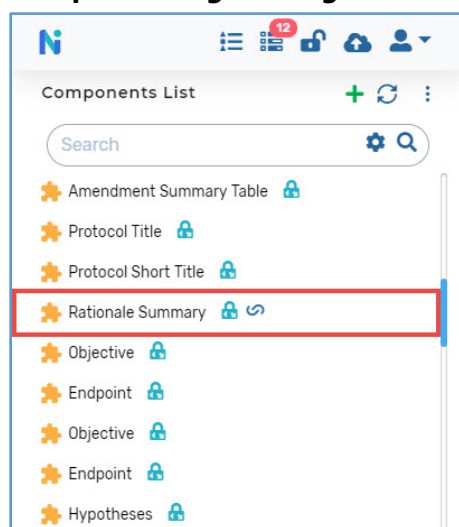 12
Components List
Search
Amendment Summary Table
Protocol Title
Protocol Short Title
Rationale Summary
Objective
Endpoint
Objective
Endpoint
Hypotheses